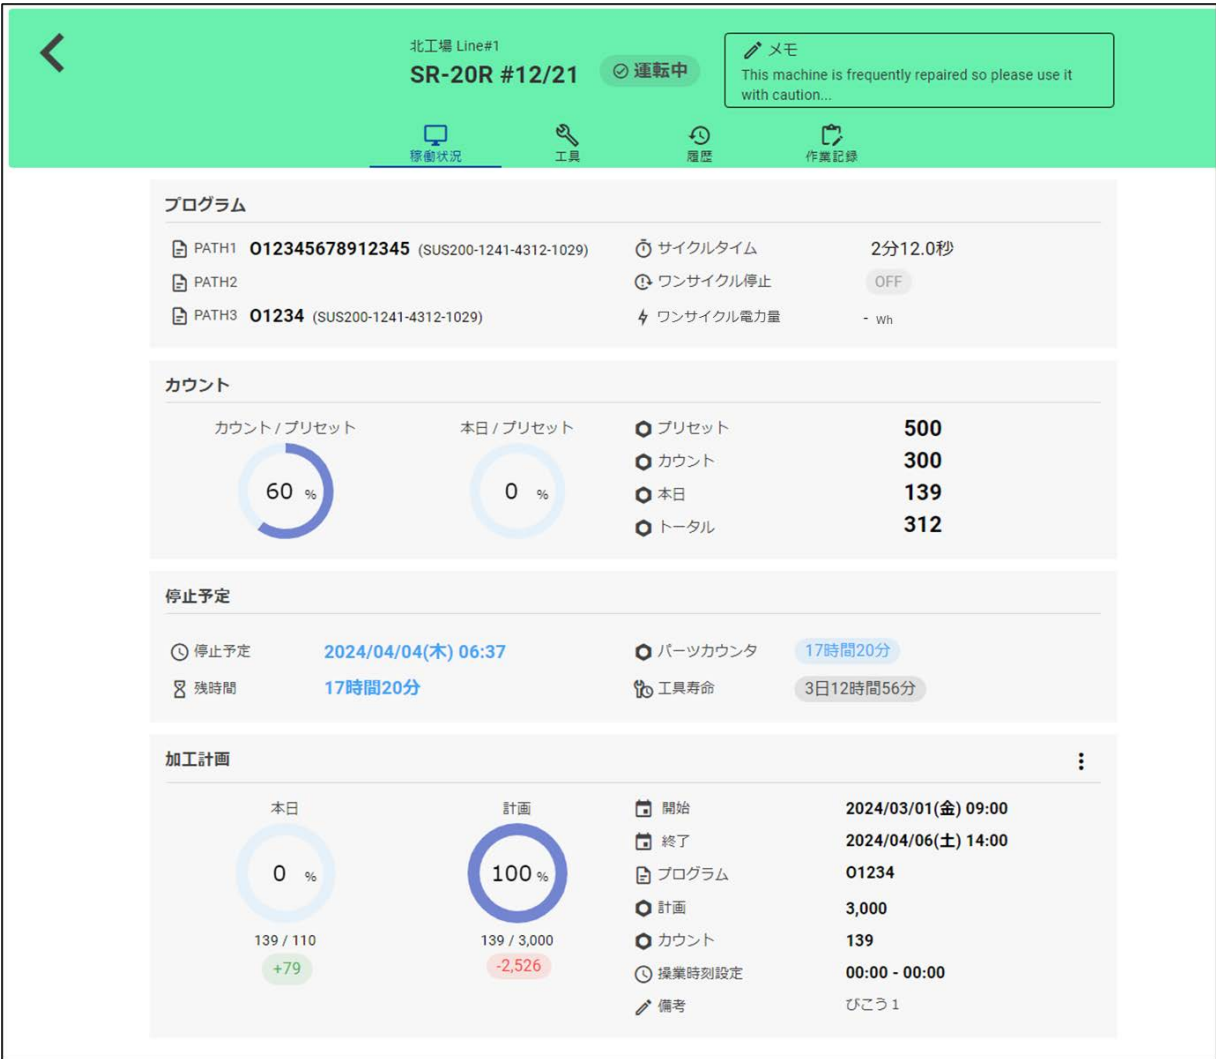 北工場 Line#1
SR-20R #12/21
運転中
メモ
This machine is frequently repaired so please use it
with caution...
稼働状況 工具 履歴 作業記録
プログラム
PATH1 O12345678912345 (SUS200-1241-4312-1029)
サイクルタイム 2分12.0秒
PATH2
ワンサイクル停止 OFF
PATH3 O1234 (SUS200-1241-4312-1029)
ワンサイクル電力量 - Wh
カウント
カウント / プリセット
60 %
本日 / プリセット
0 %
プリセット 500
カウント 300
本日 139
トータル 312
停止予定
停止予定 2024/04/04(木) 06:37
残時間 17時間20分
パーツカウンタ 17時間20分
工具寿命 3日12時間56分
加工計画
本日
0 %
139 / 110
+79
計画
100 %
139 / 3,000
-2,526
開始 2024/03/01(金) 09:00
終了 2024/04/06(土) 14:00
プログラム O1234
計画 3,000
カウント 139
操業時刻設定 00:00 - 00:00
備考 びこう1